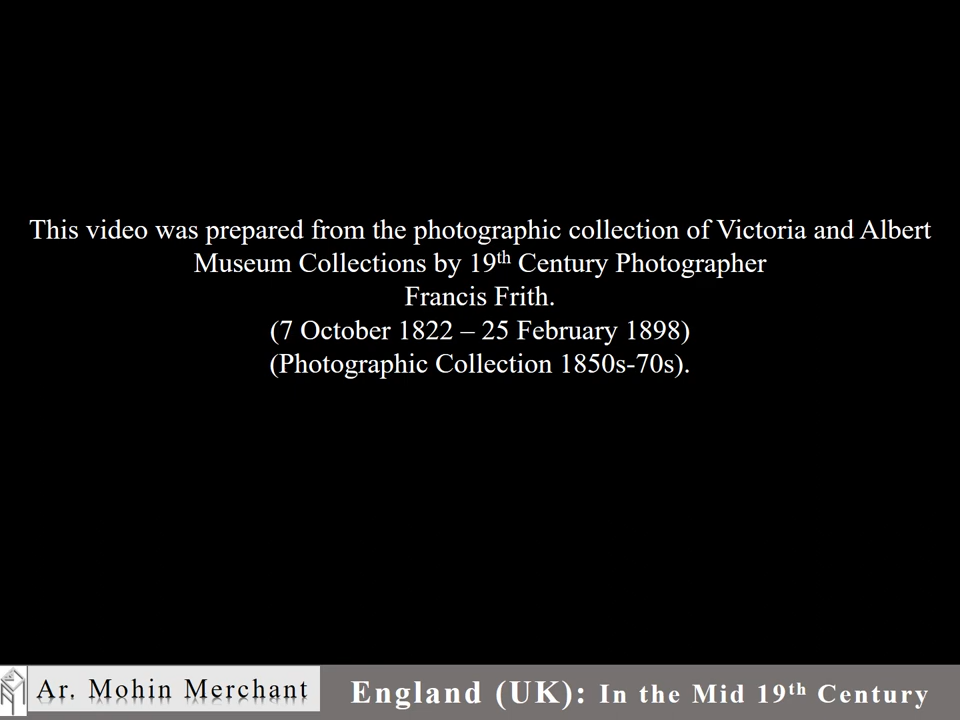 This video was prepared from the photographic collection of Victoria and Albert
Museum Collections by 19th Century Photographer
Francis Frith.
(7 October 1822 – 25 February 1898)
(Photographic Collection 1850s-70s).
Ar. Mohin Merchant
England (UK): In the Mid 19th Century